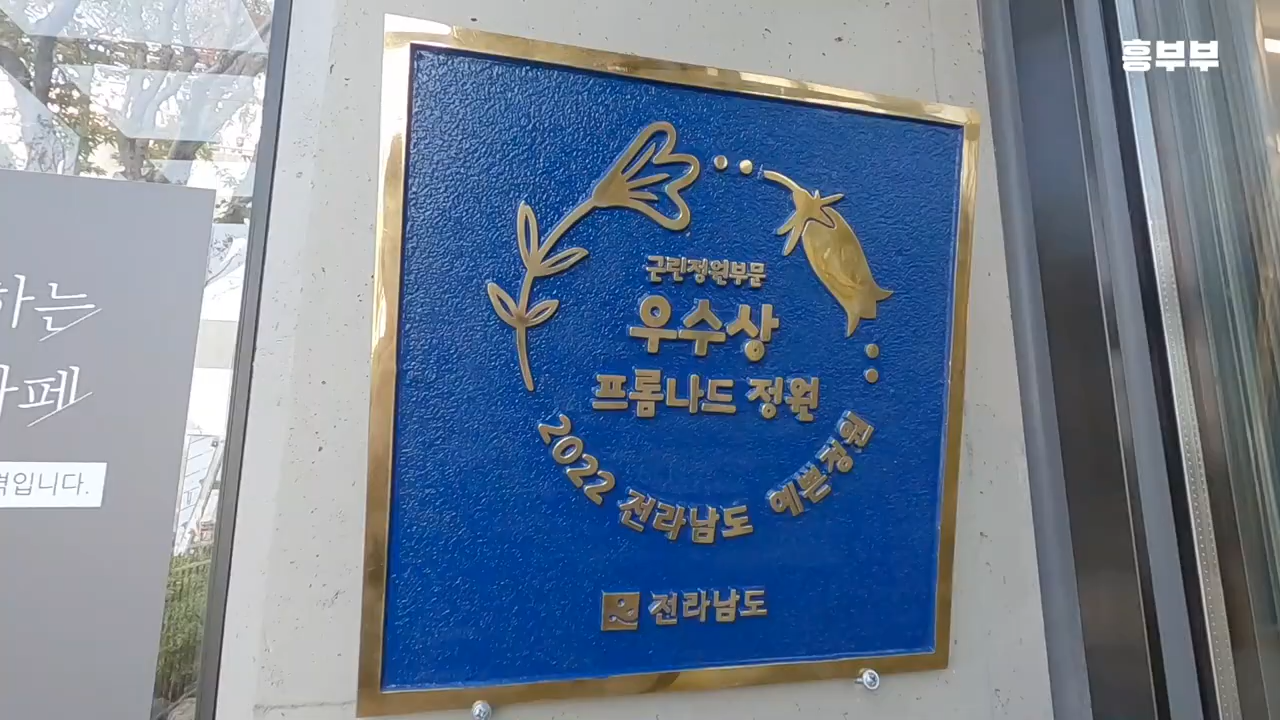 흥부부
근린정원부문
우수상
프롬나드 정원
2022 전라남도 예쁜정원
전라남도
하는
카페
입니다.